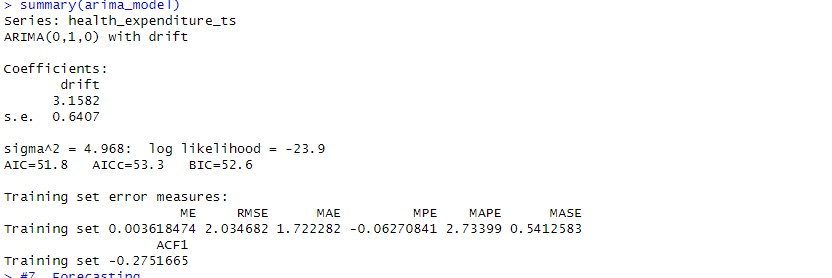 > summary(arima_model)
Series: health_expenditure_ts
ARIMA(0,1,0) with drift

Coefficients:
       drift
      3.1582
s.e.  0.6407

sigma^2 = 4.968:  log likelihood = -23.9
AIC=51.8   AICc=53.3   BIC=52.6

Training set error measures:
                      ME     RMSE      MAE         MPE    MAPE      MASE
Training set 0.003618474 2.034682 1.722282 -0.06270841 2.73399 0.5412583
                   ACF1
Training set -0.2751665
> #7. Forecasting